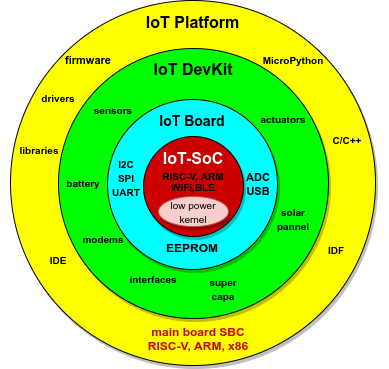 IoT Platform
firmware
MicroPython
IoT DevKit
drivers
sensors
actuators
IoT Board
C/C++
libraries
IoT-SoC
I2C
SPI
UART
RISC-V, ARM
WiFi,BLE
ADC
USB
battery
low power
kernel
solar
pannel
modems
EEPROM
IDE
IDF
interfaces
super
capa
main board SBC
RISC-V, ARM, x86